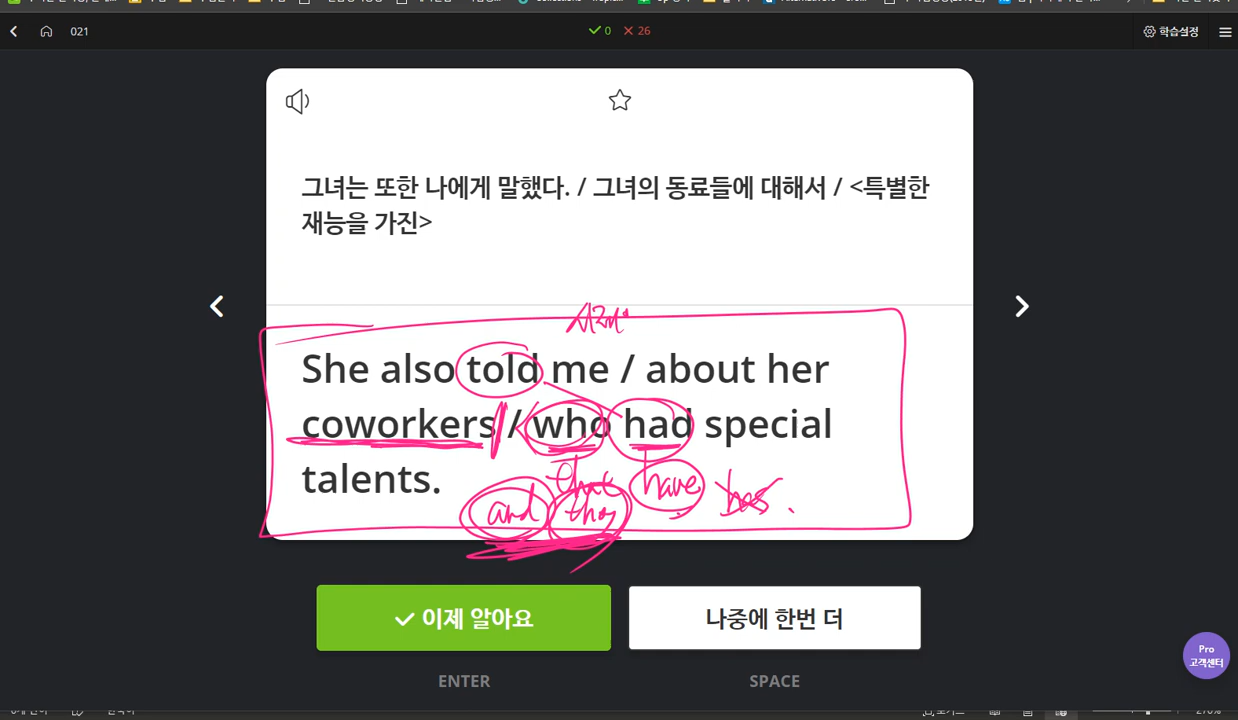 021
0
26
학습설정
그녀는 또한 나에게 말했다. / 그녀의 동료들에 대해서 / <특별한
재능을 가진>
She also told me / about her
coworkers / who had special
talents.
that have has .
and they
이제 알아요
나중에 한번 더
Pro
고객센터
ENTER
SPACE